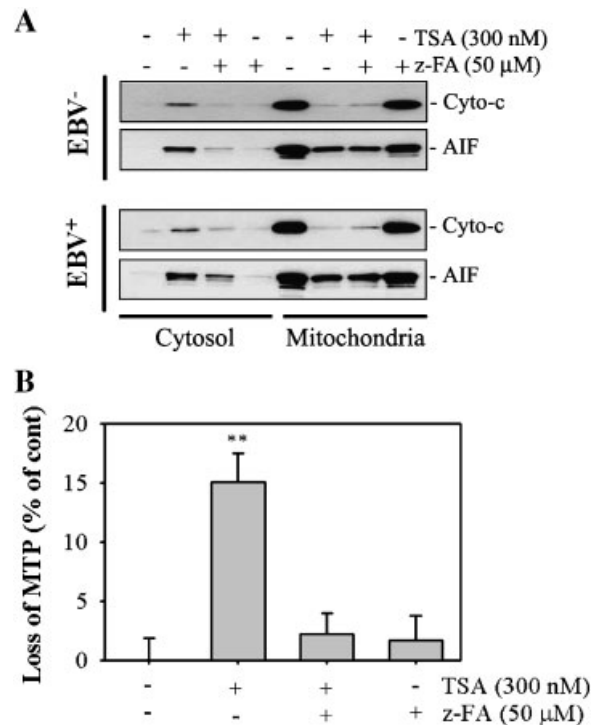 A
- + + - - + + - TSA (300 nM)
- - + + - - + + z-FA (50 μM)
EBV-
- Cyto-c
- AIF
EBV+
- Cyto-c
- AIF
Cytosol Mitochondria
B
Loss of MTP (% of cont)
20
15
10
5
0
**
- + + - TSA (300 nM)
- - + + z-FA (50 μM)